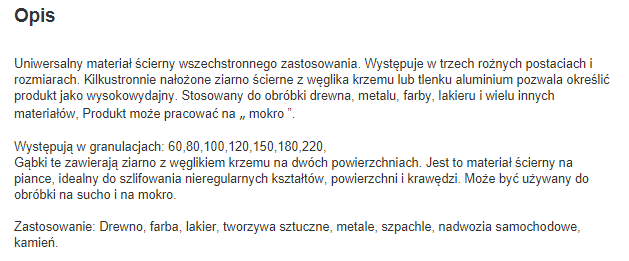 Opis
Uniwersalny materiał ścierny wszechstronnego zastosowania. Występuje w trzech rożnych postaciach i
rozmiarach. Kilkustronnie nałożone ziarno ścierne z węglika krzemu lub tlenku aluminium pozwala określić
produkt jako wysokowydajny. Stosowany do obróbki drewna, metalu, farby, lakieru i wielu innych
materiałów, Produkt może pracować na „ mokro ”.
Występują w granulacjach: 60,80,100,120,150,180,220,
Gąbki te zawierają ziarno z węglikiem krzemu na dwóch powierzchniach. Jest to materiał ścierny na
piance, idealny do szlifowania nieregularnych kształtów, powierzchni i krawędzi. Może być używany do
obróbki na sucho i na mokro.
Zastosowanie: Drewno, farba, lakier, tworzywa sztuczne, metale, szpachle, nadwozia samochodowe,
kamień.